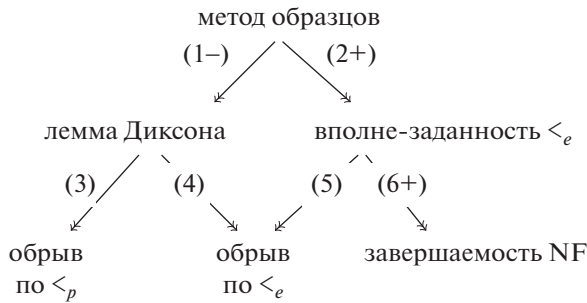 метод образцов
(1–) (2+)
лемма Диксона вполне-заданность <ₑ
(3) (4) (5) (6+)
обрыв обрыв завершаемость NF
по <ₚ по <ₑ